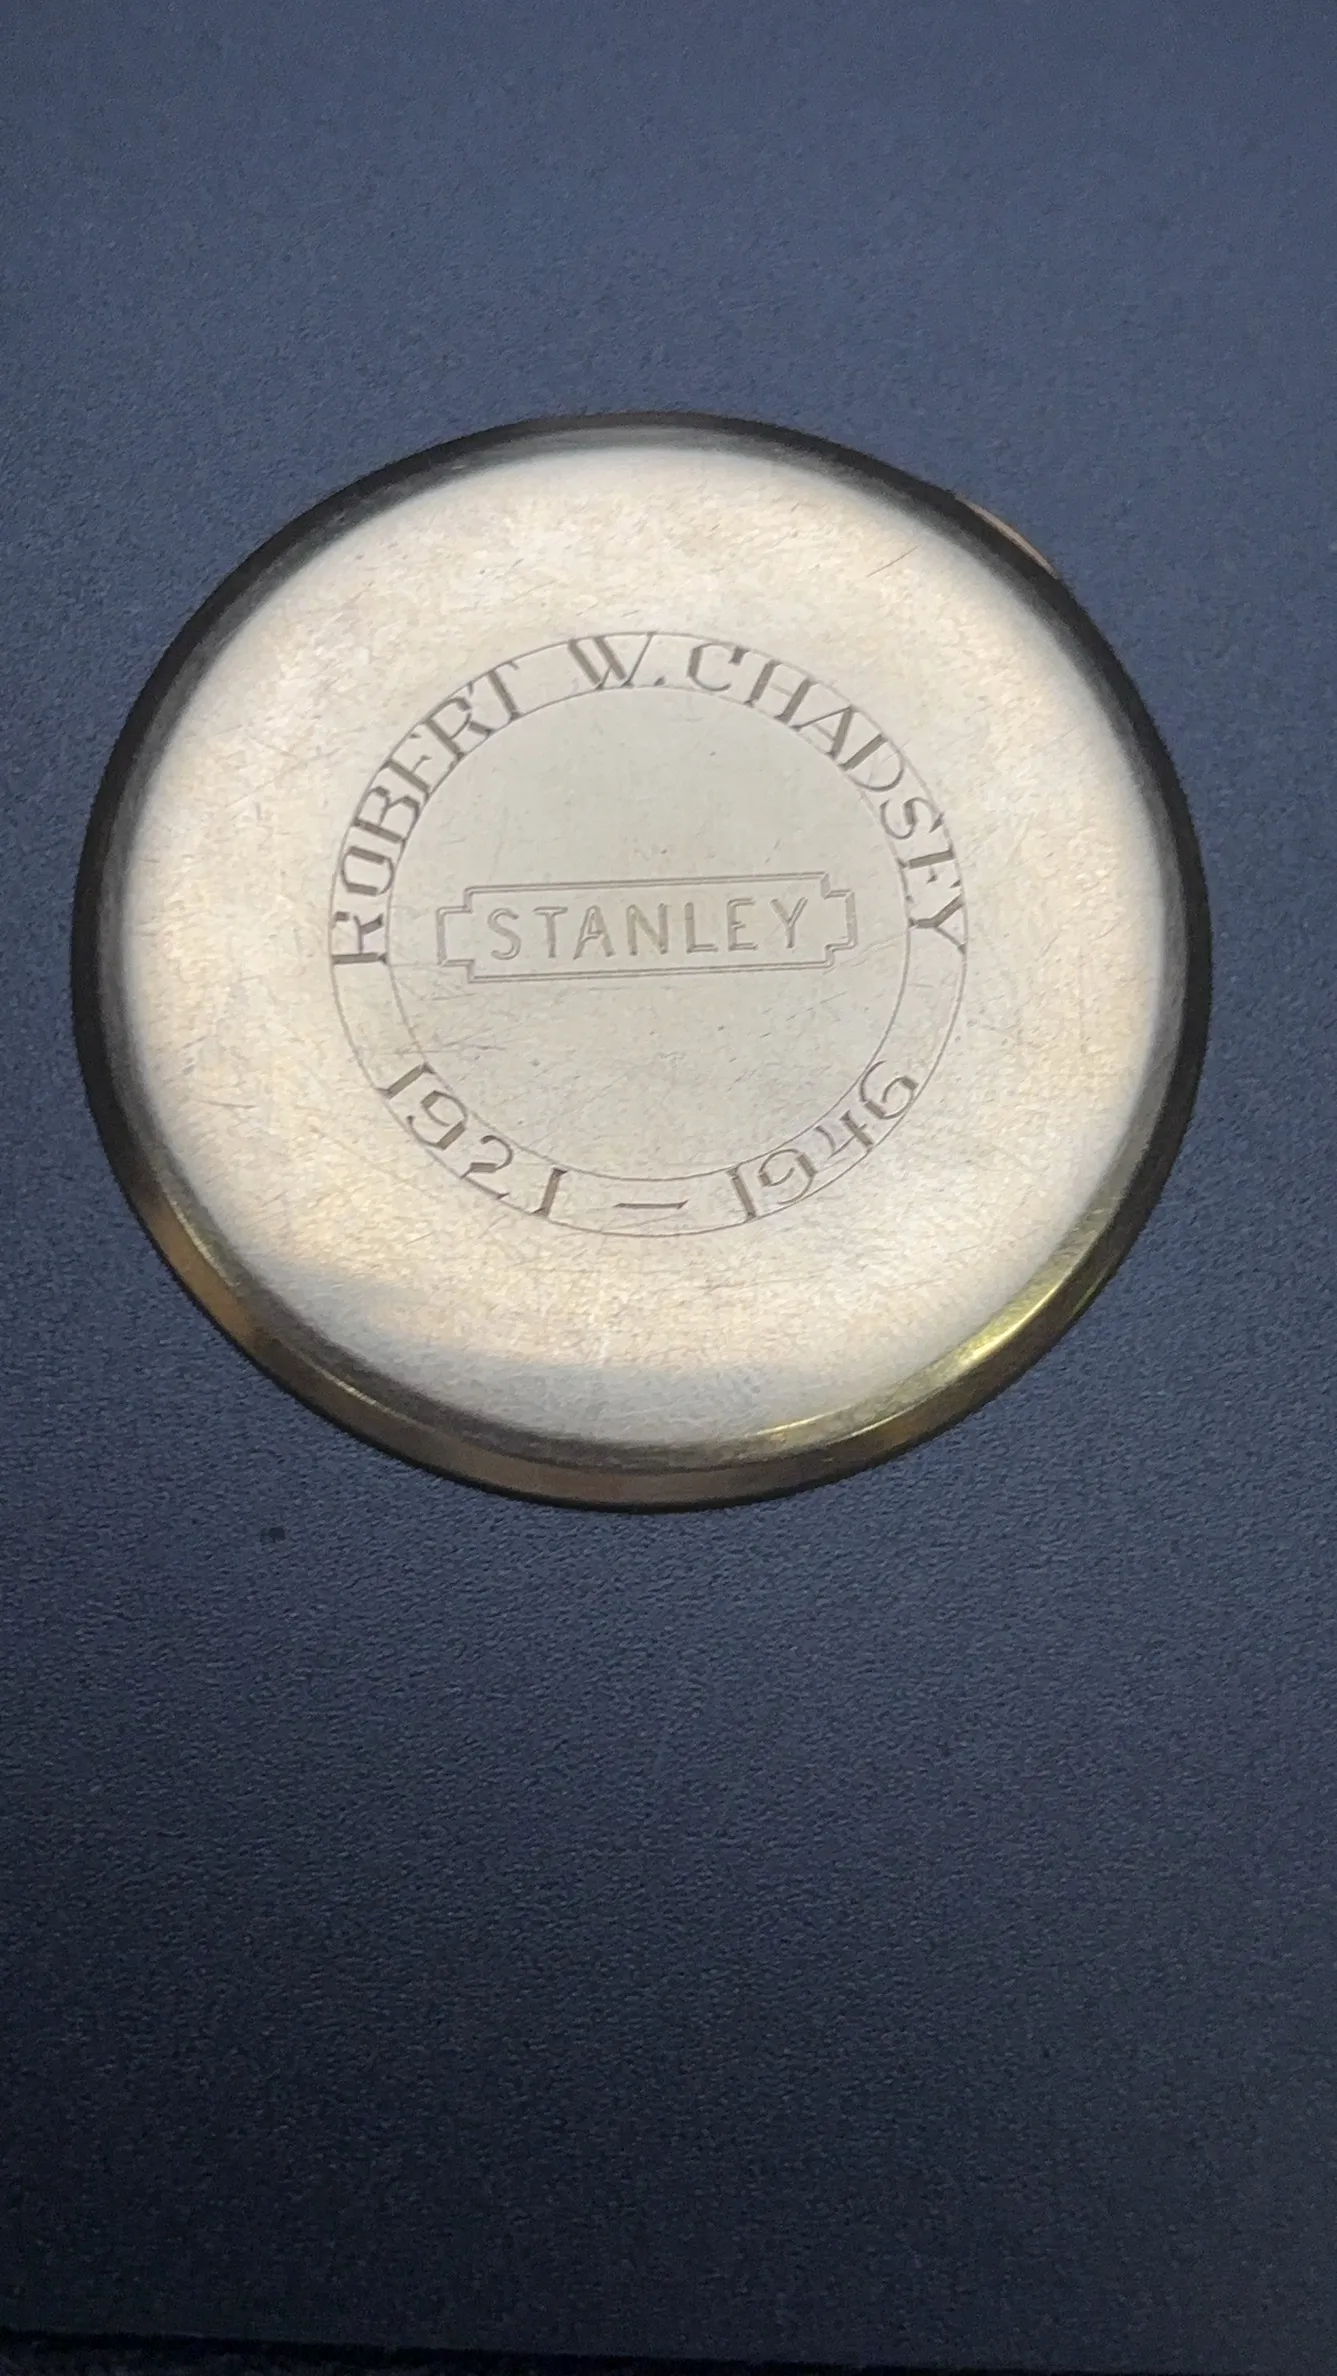 ROBERT W. CHADSEY
STANLEY
1921 - 1946